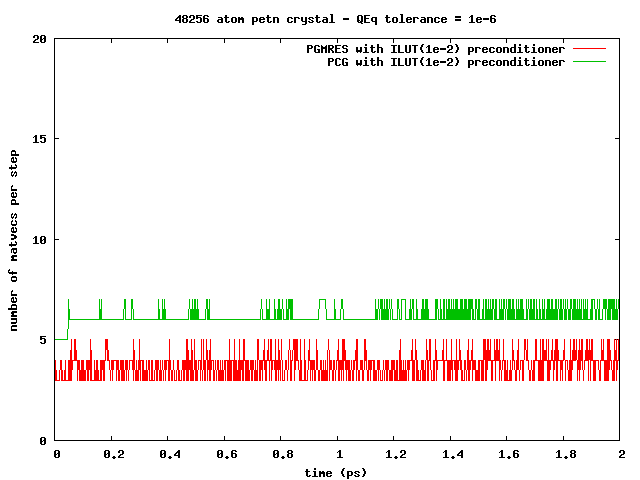 48256 atom petn crystal - QEq tolerance = 1e-6
PGMRES with ILUT(1e-2) preconditioner
PCG with ILUT(1e-2) preconditioner
number of matvecs per step
20
15
10
5
0
0 0.2 0.4 0.6 0.8 1 1.2 1.4 1.6 1.8 2
time (ps)